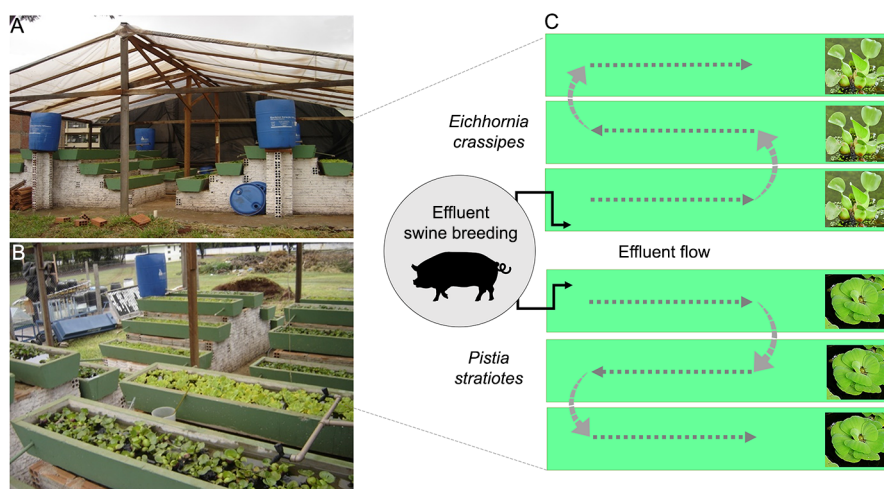 A
B
C
Eichhornia
crassipes
Effluent
swine breeding
Effluent flow
Pistia
stratiotes